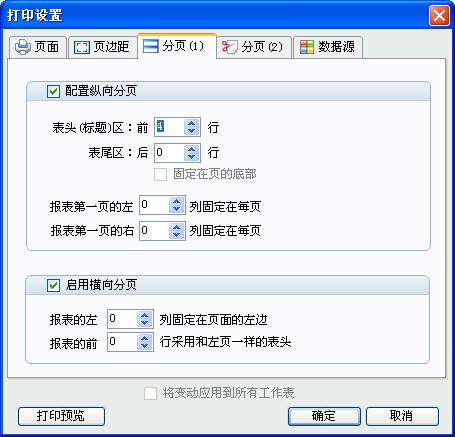 打印设置
页面 页边距 分页(1) 分页(2) 数据源
配置纵向分页
表头(标题)区：前 4 行
表尾区：后 0 行
固定在页的底部
报表第一页的左 0 列固定在每页
报表第一页的右 0 列固定在每页
启用横向分页
报表的左 0 列固定在页面的左边
报表的前 0 行采用和左页一样的表头
将变动应用到所有工作表
打印预览 确定 取消